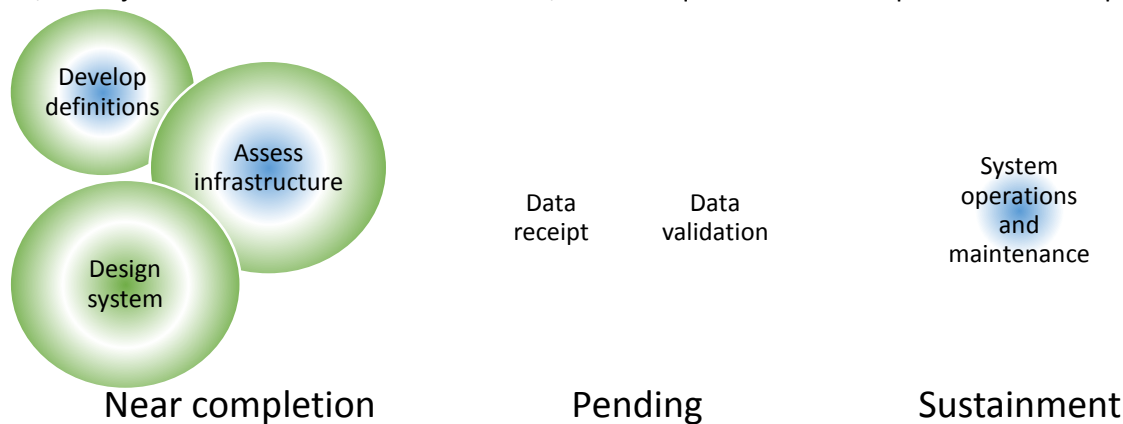 Develop
definitions
Assess
infrastructure
Design
system
Data
receipt
Data
validation
System
operations
and
maintenance
Near completion
Pending
Sustainment